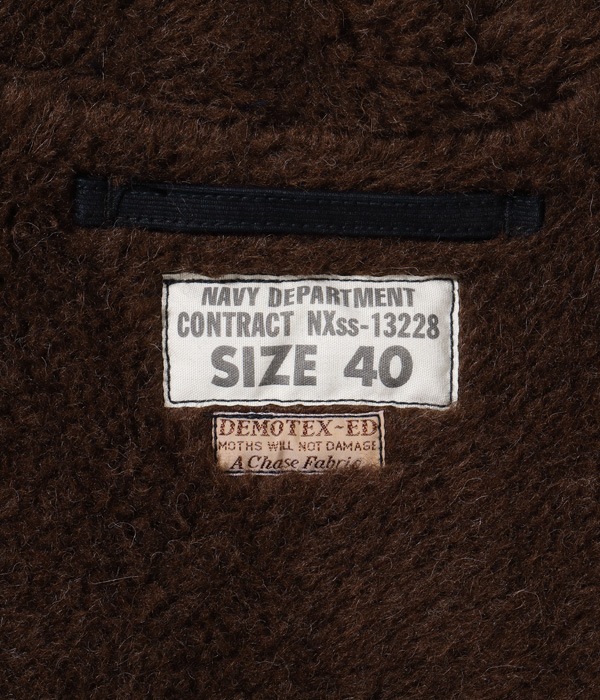 NAVY DEPARTMENT
CONTRACT NXss-13228
SIZE 40
DEMOTEX-ED
MOTHS WILL NOT DAMAGE
A Chase Fabric